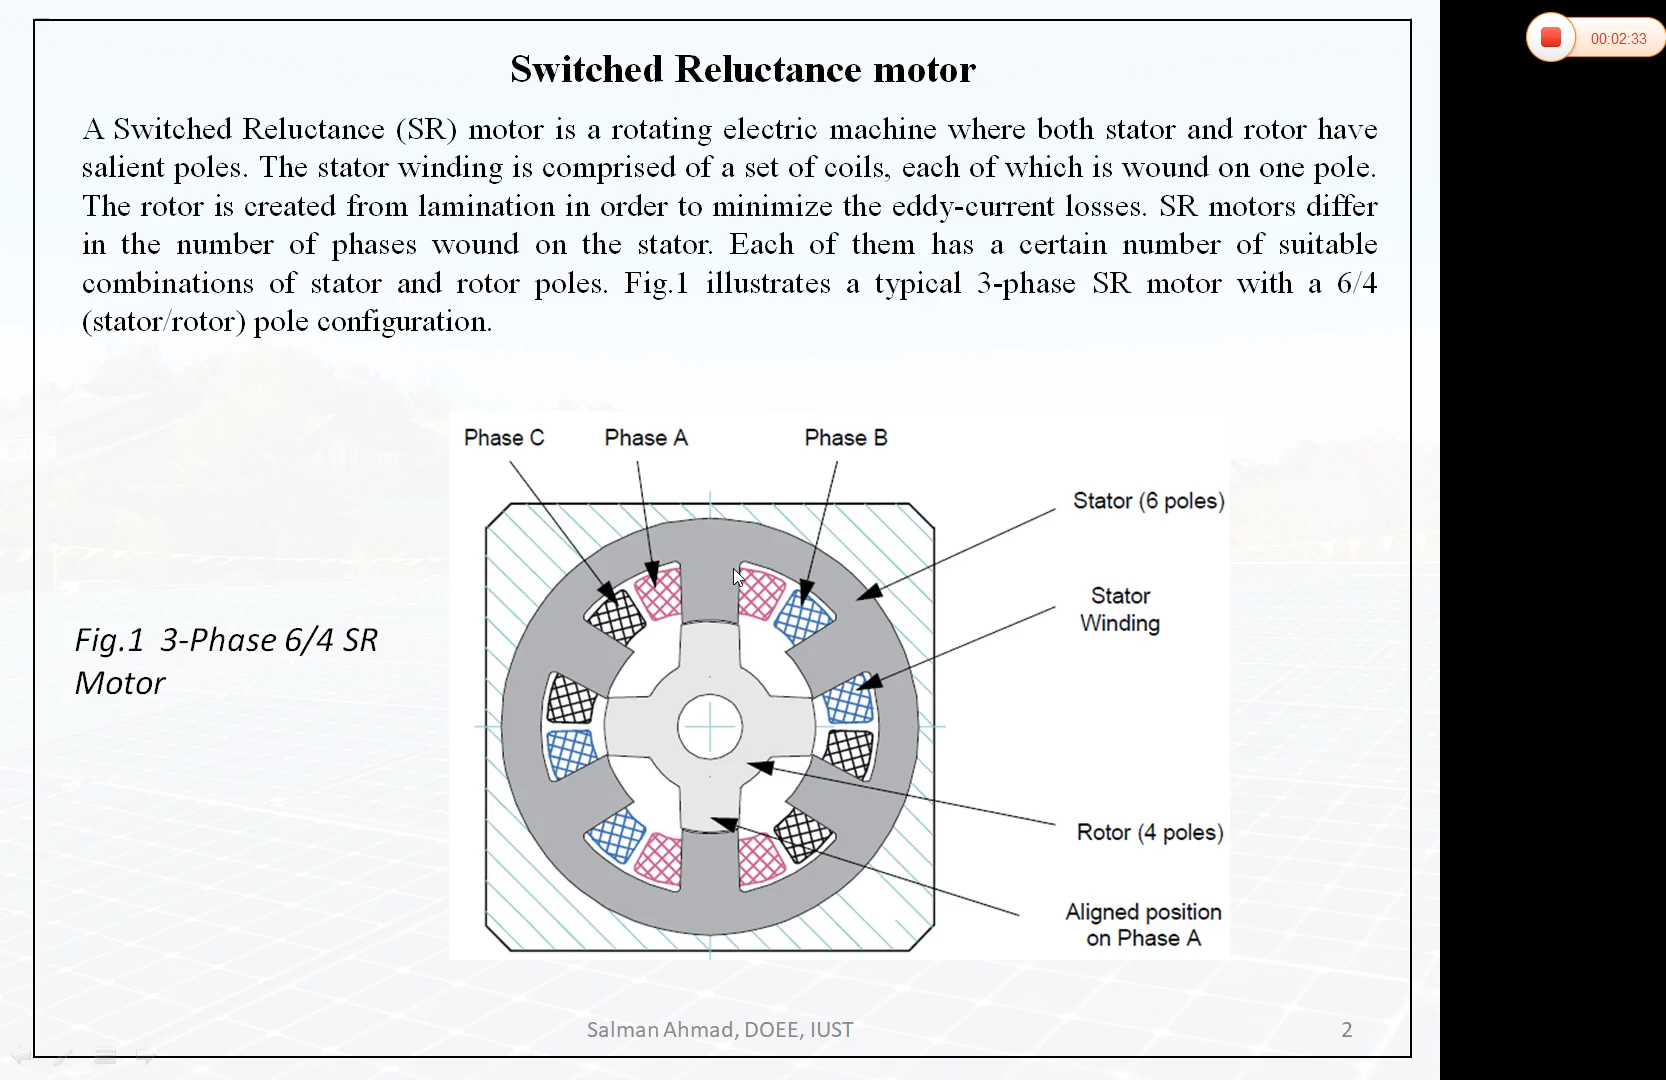 00:02:33
Switched Reluctance motor
A Switched Reluctance (SR) motor is a rotating electric machine where both stator and rotor have
salient poles. The stator winding is comprised of a set of coils, each of which is wound on one pole.
The rotor is created from lamination in order to minimize the eddy-current losses. SR motors differ
in the number of phases wound on the stator. Each of them has a certain number of suitable
combinations of stator and rotor poles. Fig.1 illustrates a typical 3-phase SR motor with a 6/4
(stator/rotor) pole configuration.
Phase C
Phase A
Phase B
Stator (6 poles)
Stator
Winding
Fig.1 3-Phase 6/4 SR
Motor
Rotor (4 poles)
Aligned position
on Phase A
Salman Ahmad, DOEE, IUST
2